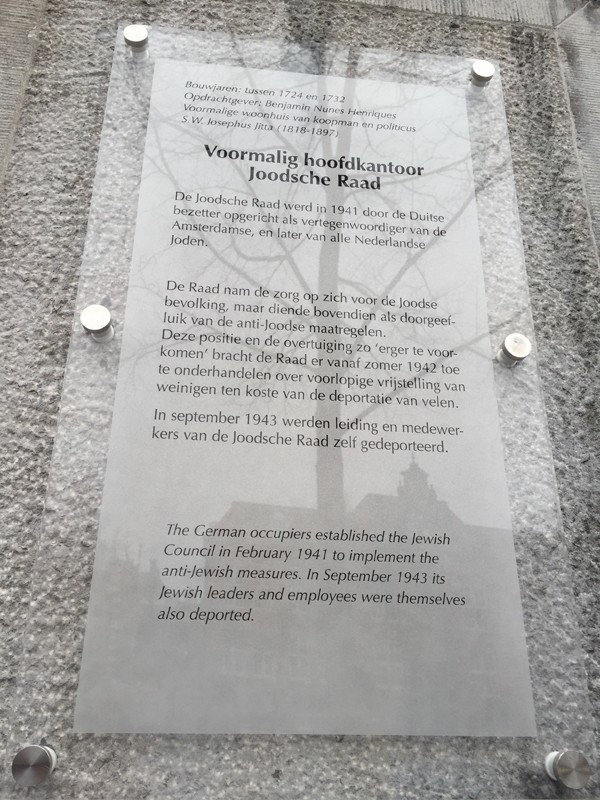 Bouwjaren: tussen 1724 en 1732
Opdrachtgever: Benjamin Nunes Henriques
Voormalige woonhuis van koopman en politicus
S.W. Josephus Jitta (1818-1897)
Voormalig hoofdkantoor
Joodsche Raad
De Joodsche Raad werd in 1941 door de Duitse
bezetter opgericht als vertegenwoordiger van de
Amsterdamse, en later van alle Nederlandse
Joden.
De Raad nam de zorg op zich voor de Joodse
bevolking, maar diende bovendien als doorgeef-
luik van de anti-Joodse maatregelen.
Deze positie en de overtuiging zo ‘erger te voor-
komen’ bracht de Raad er vanaf zomer 1942 toe
te onderhandelen over voorlopige vrijstelling van
weinigen ten koste van de deportatie van velen.
In september 1943 werden leiding en medewer-
kers van de Joodsche Raad zelf gedeporteerd.
The German occupiers established the Jewish
Council in February 1941 to implement the
anti-Jewish measures. In September 1943 its
Jewish leaders and employees were themselves
also deported.